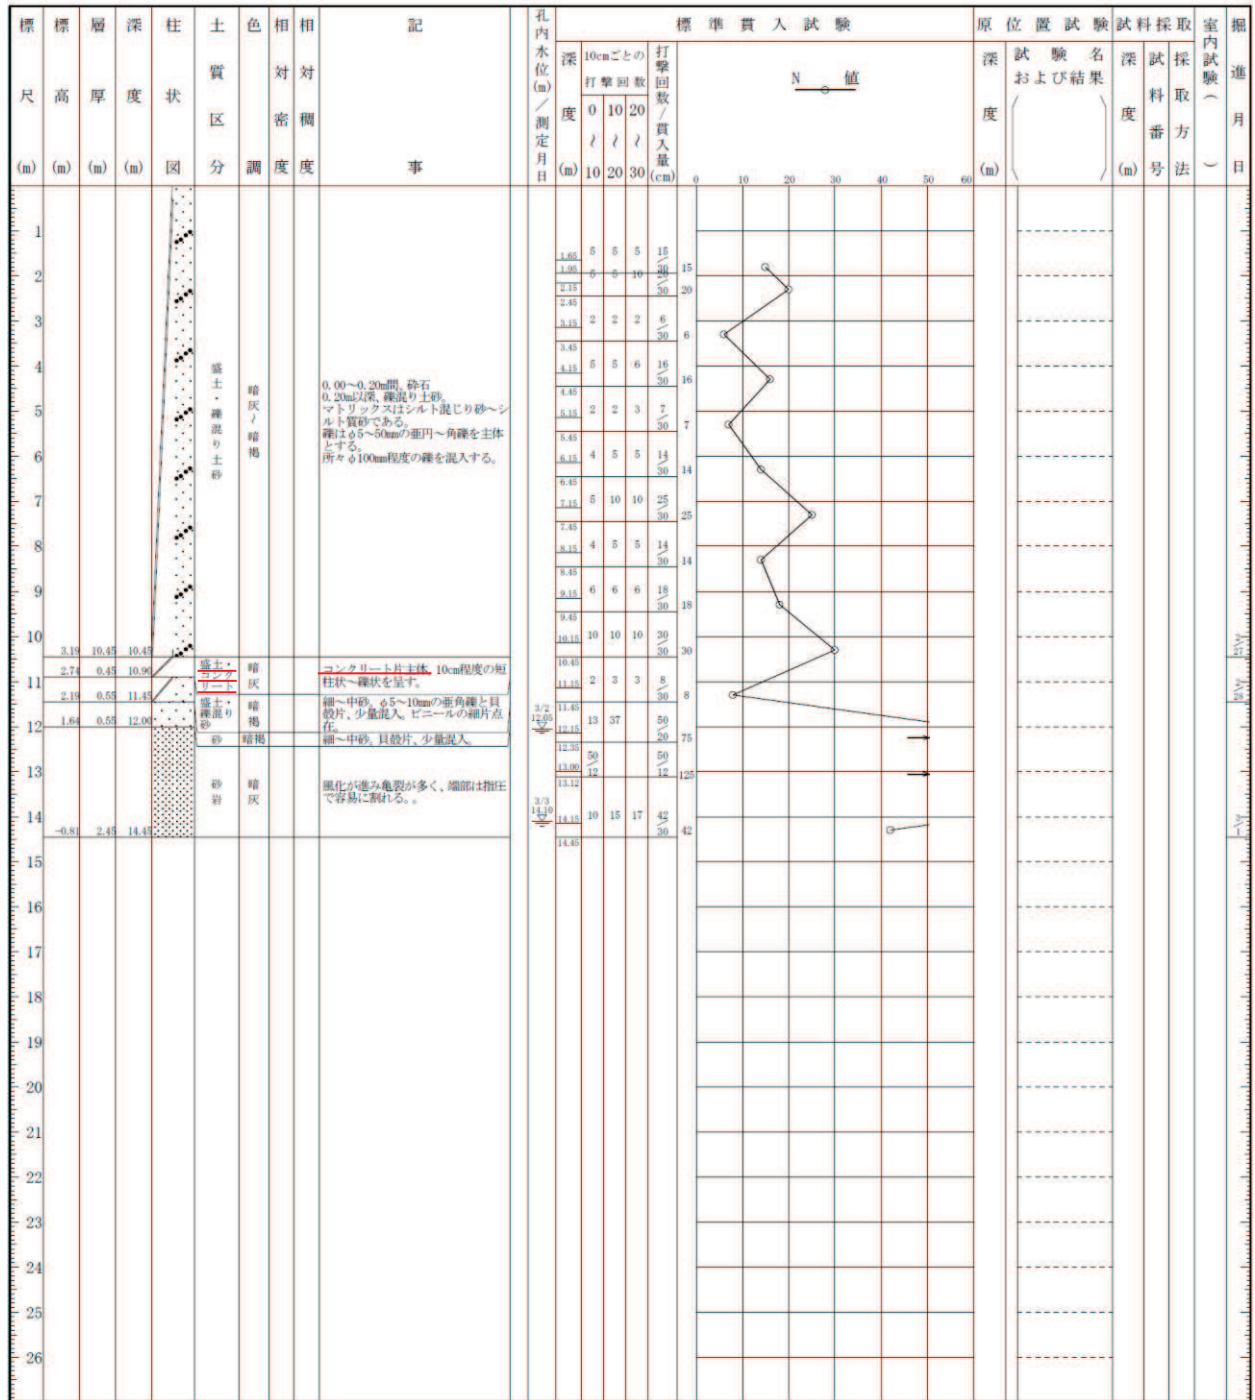 標尺(m)
標高(m)
層厚(m)
深度(m)
柱状図
土質区分
色調
相対密度
相対稠度
記事
孔内水位(m)/測定月日
標準貫入試験
深度(m)
10cmごとの打撃回数
0〜10
10〜20
20〜30
打撃回数/貫入量(cm)
N 値
0 10 20 30 40 50 60
原位置試験
深度(m)
試験名および結果
試料採取
深度(m)
試料番号
採取方法
室内試験( )
掘進月日
1
2
3
4
5
6
7
8
9
10
11
12
13
14
15
16
17
18
19
20
21
22
23
24
25
26
3.19 10.45 10.45
2.74 0.45 10.90
2.19 0.55 11.45
1.64 0.55 12.00
-0.81 2.45 14.45
盛土・礫混り土砂
暗灰〜暗褐
0.00〜0.20m間、砕石
0.20m以深、礫混り土砂。
マトリックスはシルト混じり砂〜シ
ルト質砂である。
礫はφ5〜50mmの亜円〜角礫を主体
とする。
所々φ100mm程度の礫を混入する。
盛土・
コンク
リート
暗灰
コンクリート片主体、10cm程度の短
柱状〜礫状を呈す。
盛土・
礫混り
砂
暗褐
細〜中砂。φ5〜10mmの亜角礫と貝
殻片、少量混入。ビニールの細片点
在。
砂
暗褐
細〜中砂。貝殻片、少量混入。
砂岩
暗灰
風化が進み亀裂が多く、端部は指圧
で容易に割れる。。
3/2
12.05
3/3
14.10
1.65 5 5 5 15/30 15
1.95
5 5 10 20/30 20
2.15
2.45
3.15 2 2 2 6/30 6
3.45
4.15 5 5 6 16/30 16
4.45
5.15 2 2 3 7/30 7
5.45
6.15 4 5 5 14/30 14
6.45
7.15 5 10 10 25/30 25
7.45
8.15 4 5 5 14/30 14
8.45
9.15 6 6 6 18/30 18
9.45
10.15 10 10 10 30/30 30
10.45
11.15 2 3 3 8/30 8
11.45
12.15 13 37 50/20 75
12.35
13.00 50/12 50/12 125
13.12
14.15 10 15 17 42/30 42
14.45
2/27
2/28
3/1